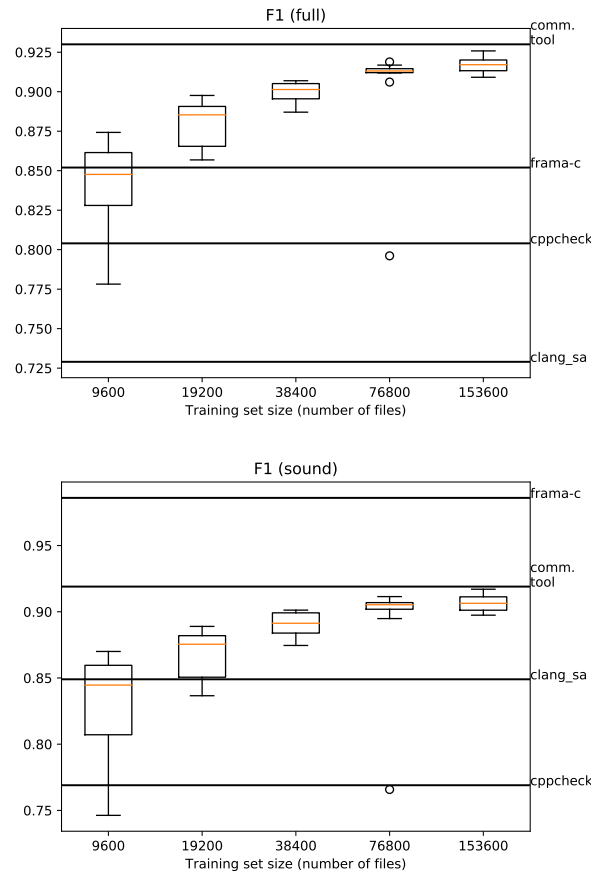 F1 (full)
comm.
tool
0.925
0.900
0.875
frama-c
0.850
0.825
cppcheck
0.800
0.775
0.750
clang_sa
0.725
9600 19200 38400 76800 153600
Training set size (number of files)
F1 (sound)
frama-c
0.95
comm.
tool
0.90
clang_sa
0.85
0.80
cppcheck
0.75
9600 19200 38400 76800 153600
Training set size (number of files)